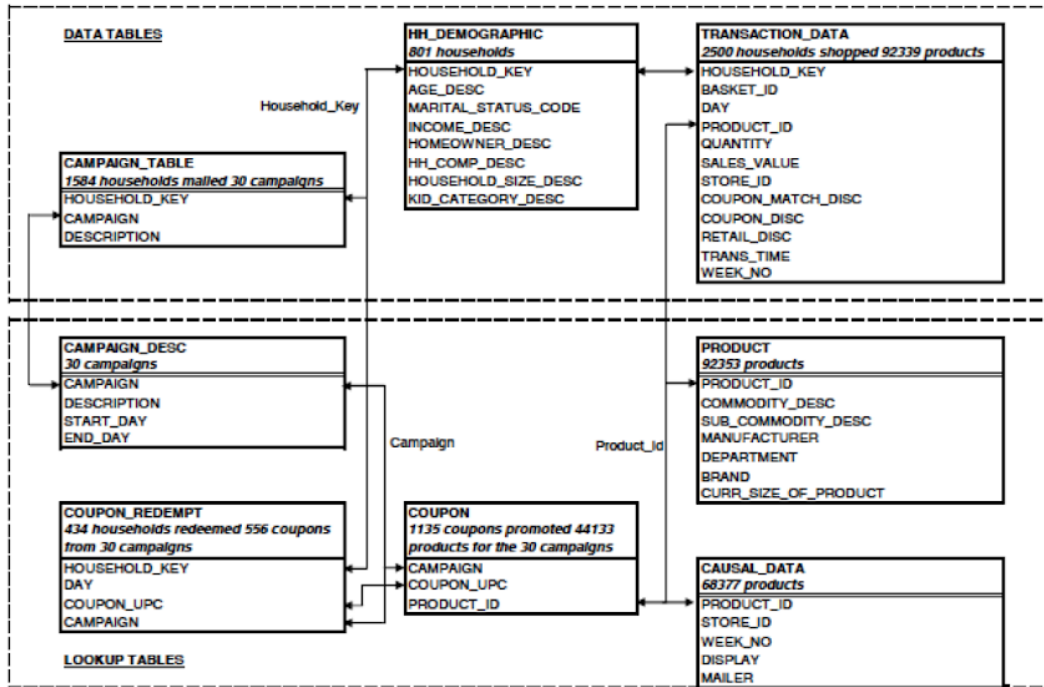 DATA TABLES
HH_DEMOGRAPHIC
801 households
HOUSEHOLD_KEY
AGE_DESC
MARITAL_STATUS_CODE
INCOME_DESC
HOMEOWNER_DESC
HH_COMP_DESC
HOUSEHOLD_SIZE_DESC
KID_CATEGORY_DESC
TRANSACTION_DATA
2500 households shopped 92339 products
HOUSEHOLD_KEY
BASKET_ID
DAY
PRODUCT_ID
QUANTITY
SALES_VALUE
STORE_ID
COUPON_MATCH_DISC
COUPON_DISC
RETAIL_DISC
TRANS_TIME
WEEK_NO
Household_Key
CAMPAIGN_TABLE
1584 households mailed 30 campaigns
HOUSEHOLD_KEY
CAMPAIGN
DESCRIPTION
CAMPAIGN_DESC
30 campaigns
CAMPAIGN
DESCRIPTION
START_DAY
END_DAY
Campaign
Product_Id
PRODUCT
92353 products
PRODUCT_ID
COMMODITY_DESC
SUB_COMMODITY_DESC
MANUFACTURER
DEPARTMENT
BRAND
CURR_SIZE_OF_PRODUCT
COUPON_REDEMPT
434 households redeemed 556 coupons
from 30 campaigns
HOUSEHOLD_KEY
DAY
COUPON_UPC
CAMPAIGN
COUPON
1135 coupons promoted 44133
products for the 30 campaigns
CAMPAIGN
COUPON_UPC
PRODUCT_ID
CAUSAL_DATA
68377 products
PRODUCT_ID
STORE_ID
WEEK_NO
DISPLAY
MAILER
LOOKUP TABLES